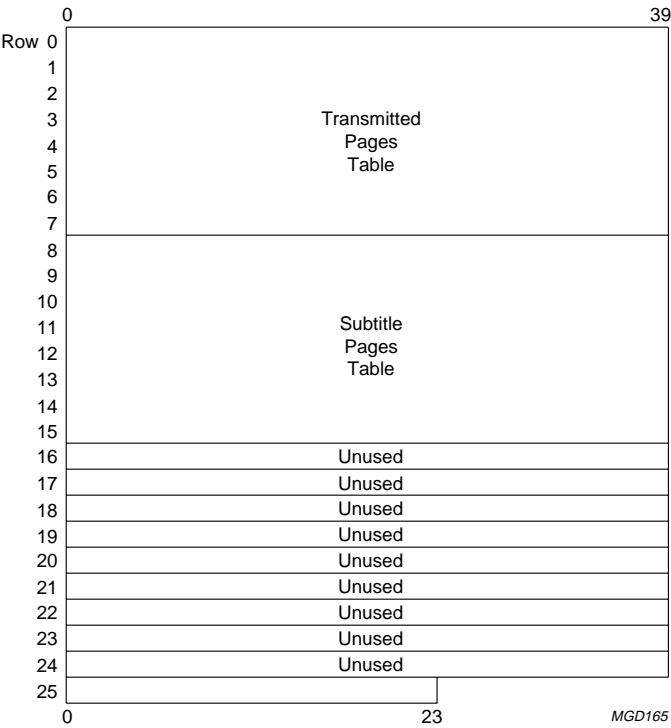 0 39
Row 0
1
2
3 Transmitted
4 Pages
5 Table
6
7
8
9
10
11 Subtitle
12 Pages
13 Table
14
15
16 Unused
17 Unused
18 Unused
19 Unused
20 Unused
21 Unused
22 Unused
23 Unused
24 Unused
25
0 23 MGD165